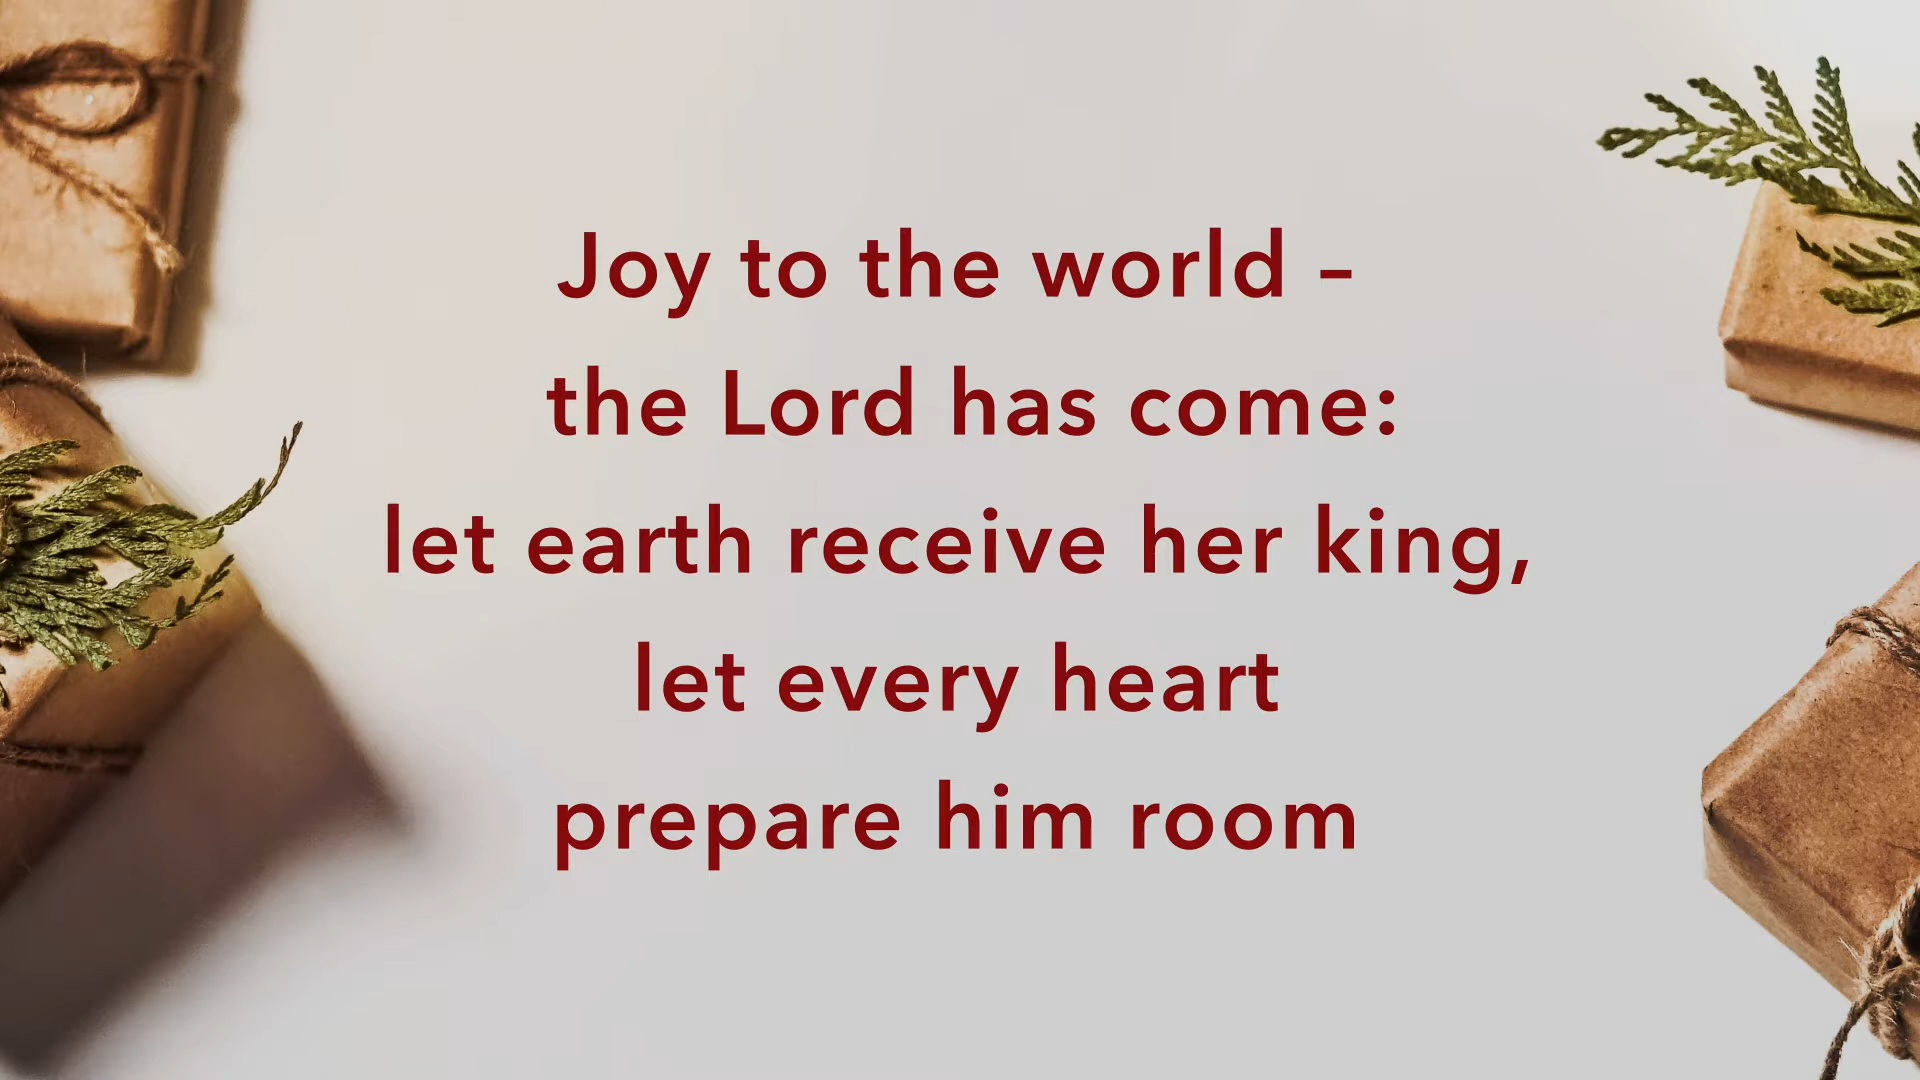 Joy to the world –
the Lord has come:
let earth receive her king,
let every heart
prepare him room